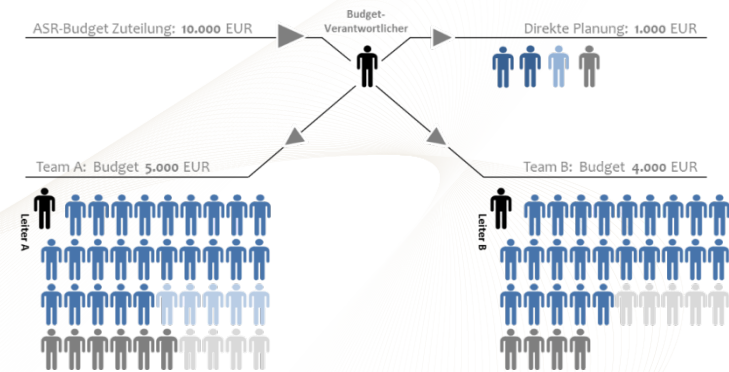 Budget-
Verantwortlicher
ASR-Budget Zuteilung: 10.000 EUR
Direkte Planung: 1.000 EUR
Team A: Budget 5.000 EUR
Team B: Budget 4.000 EUR
Leiter A
Leiter B